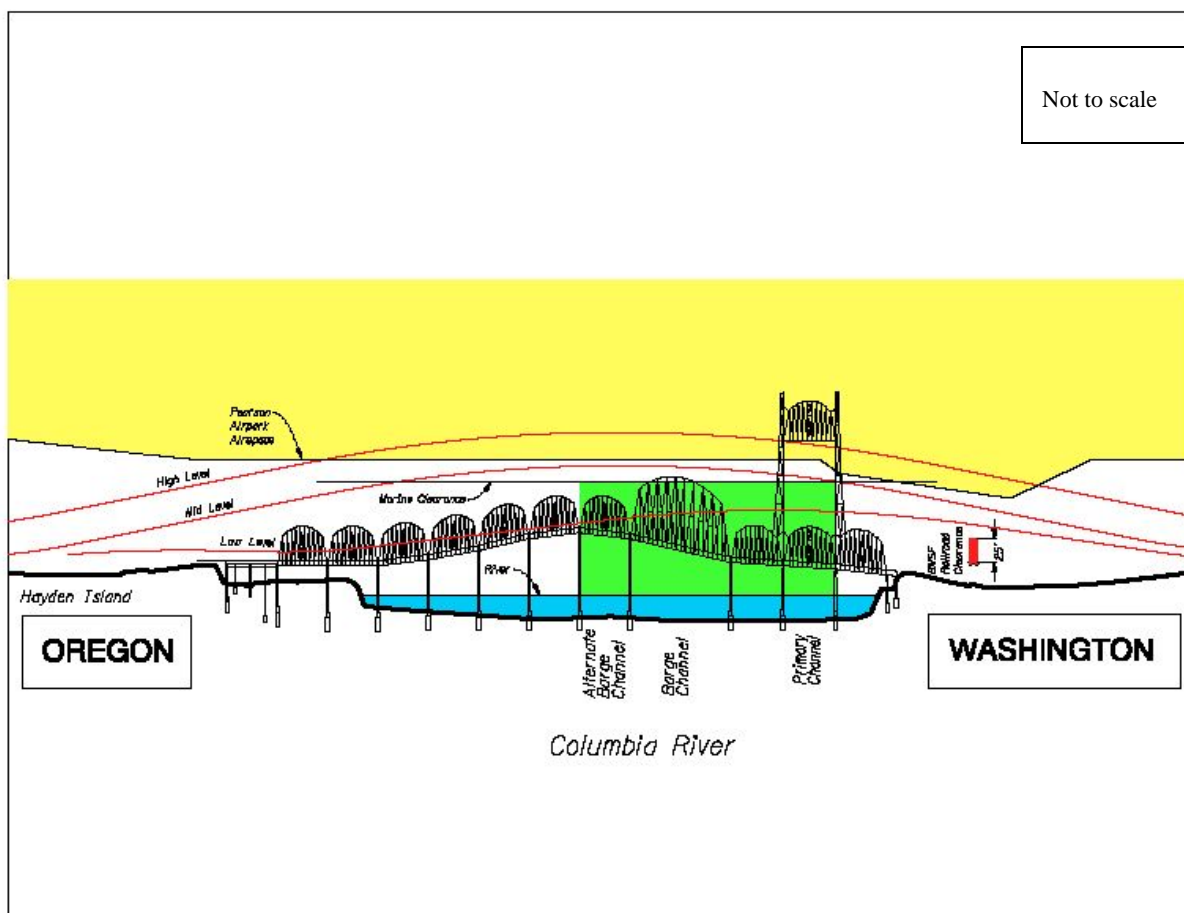 Not to scale
Pearson
Airpark
Airspace
High Level
Mid Level
Marine Clearance
Low Level
River
BNSF
Railroad
Clearance
25'
Hayden Island
OREGON
WASHINGTON
Alternate
Barge
Channel
Barge
Channel
Primary
Channel
Columbia River